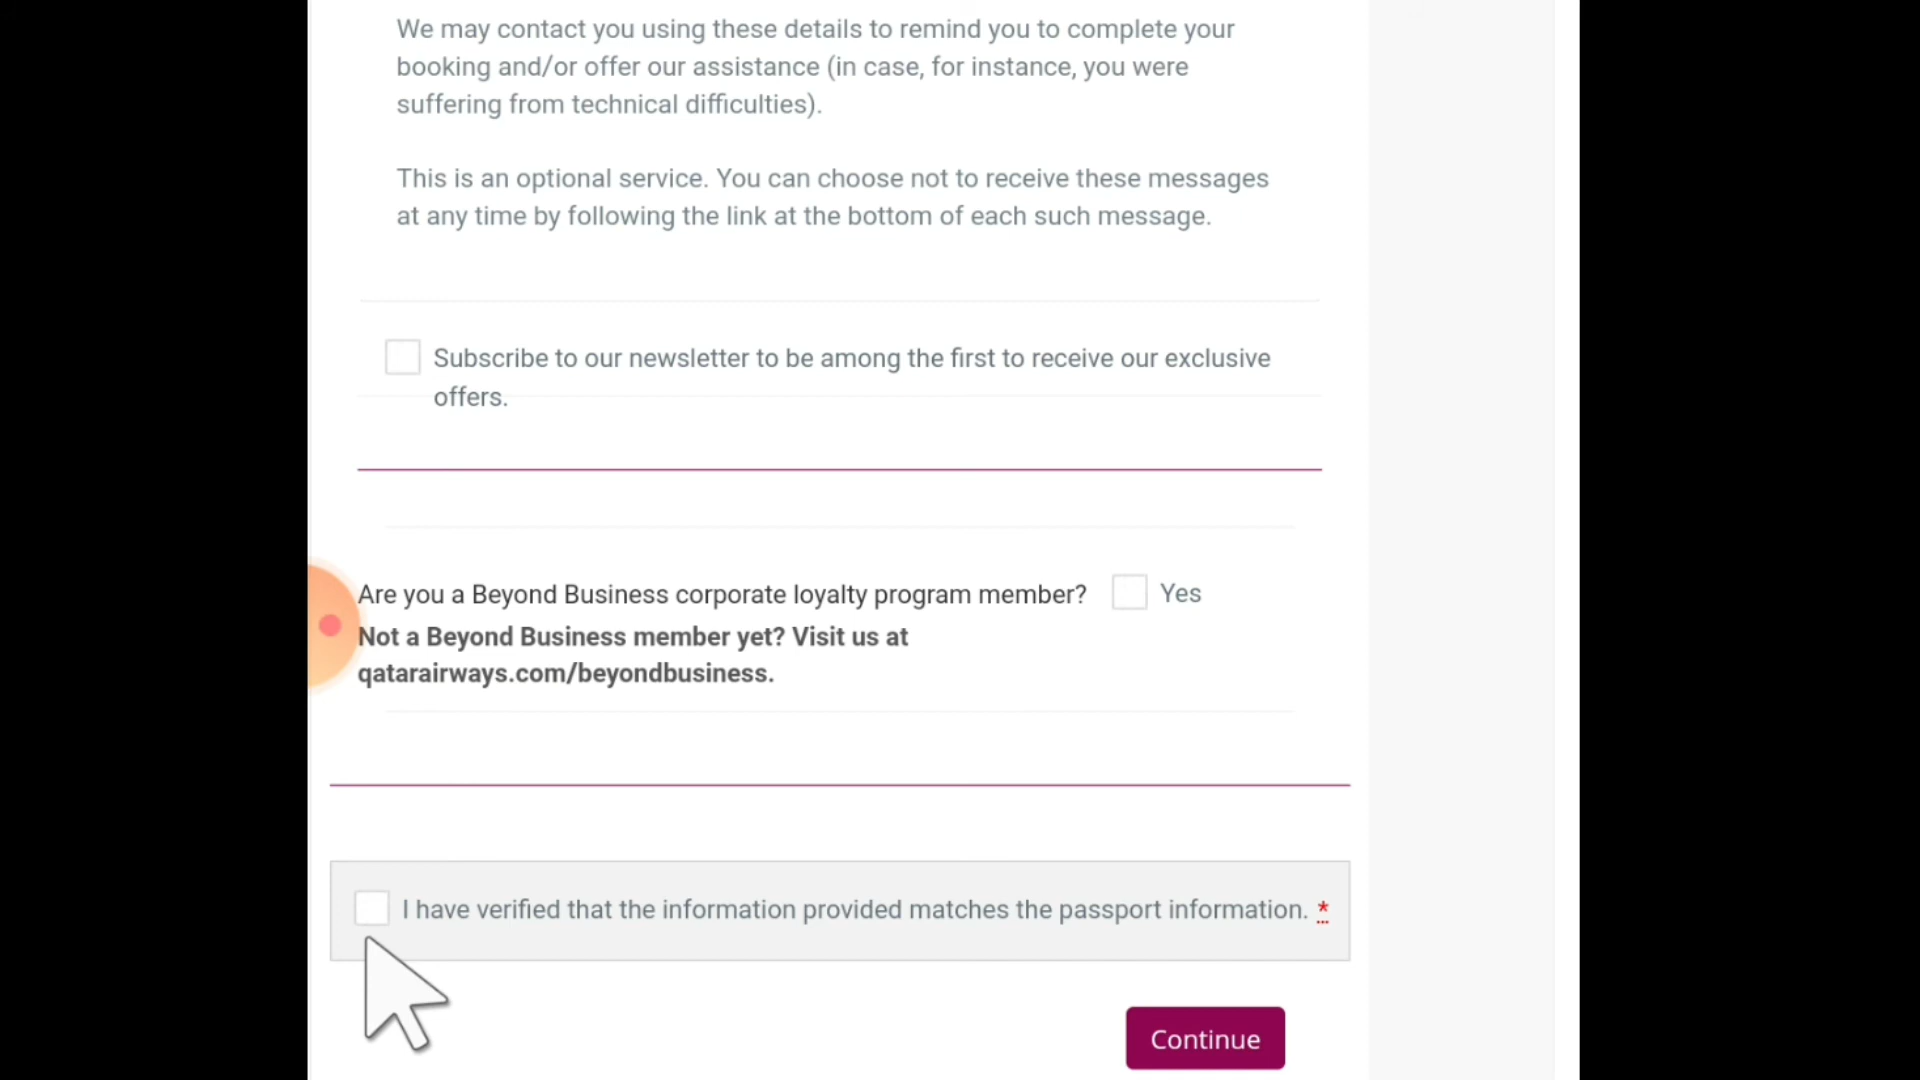 We may contact you using these details to remind you to complete your
booking and/or offer our assistance (in case, for instance, you were
suffering from technical difficulties).
This is an optional service. You can choose not to receive these messages
at any time by following the link at the bottom of each such message.
Subscribe to our newsletter to be among the first to receive our exclusive
offers.
Are you a Beyond Business corporate loyalty program member? Yes
Not a Beyond Business member yet? Visit us at
qatarairways.com/beyondbusiness.
I have verified that the information provided matches the passport information. *
Continue